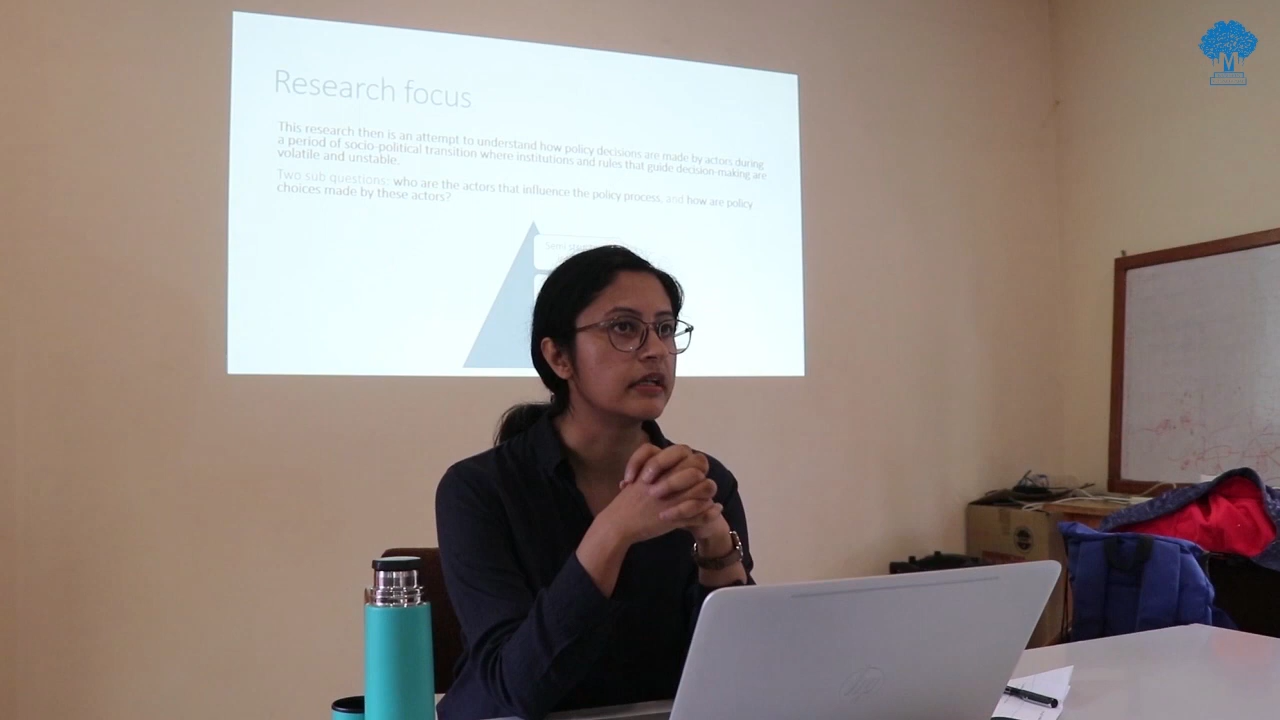 Research focus
This research then is an attempt to understand how policy decisions are made by actors during
a period of socio-political transition where institutions and rules that guide decision-making are
volatile and unstable.
Two sub questions: who are the actors that influence the policy process, and how are policy
choices made by these actors?
Semi
M
hp